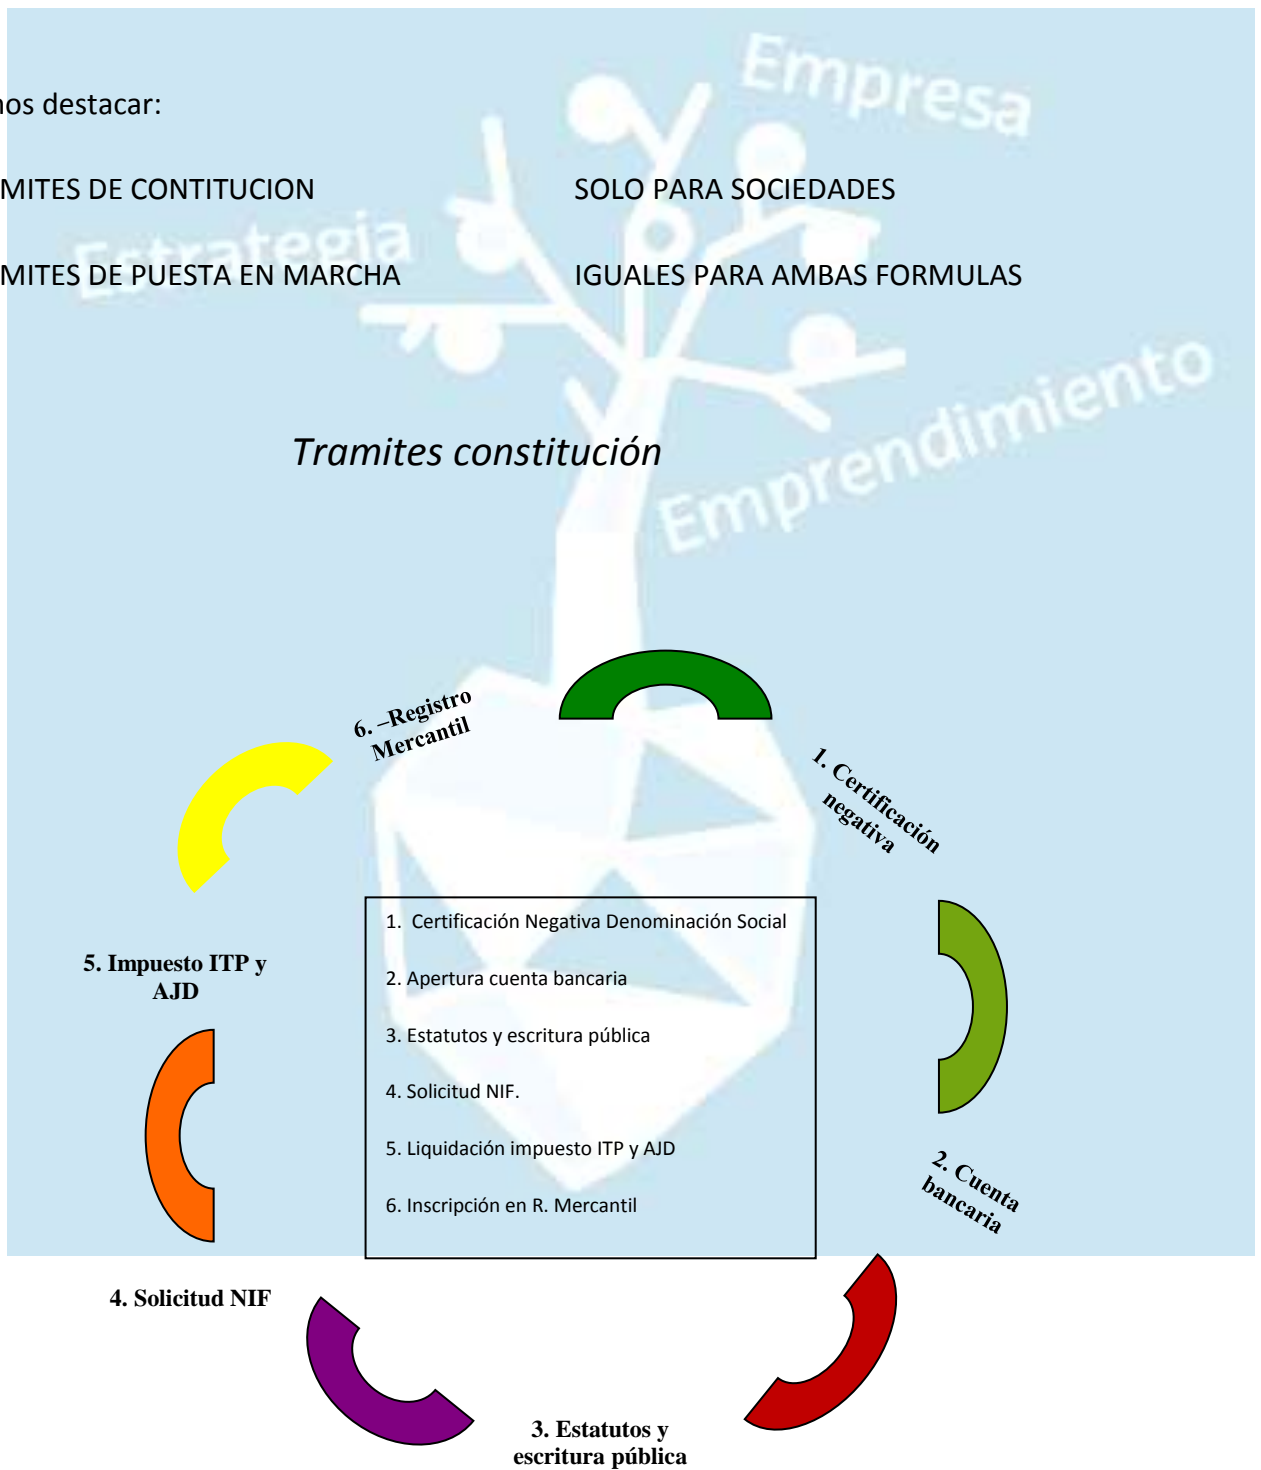 nos destacar:
Empresa
MITES DE CONTITUCION SOLO PARA SOCIEDADES
Estrategia
MITES DE PUESTA EN MARCHA IGUALES PARA AMBAS FORMULAS
Emprendimiento
Tramites constitución
6. –Registro
Mercantil
1. Certificación
negativa
1. Certificación Negativa Denominación Social
2. Apertura cuenta bancaria
3. Estatutos y escritura pública
4. Solicitud NIF.
5. Liquidación impuesto ITP y AJD
6. Inscripción en R. Mercantil
5. Impuesto ITP y
AJD
2. Cuenta
bancaria
4. Solicitud NIF
3. Estatutos y
escritura pública